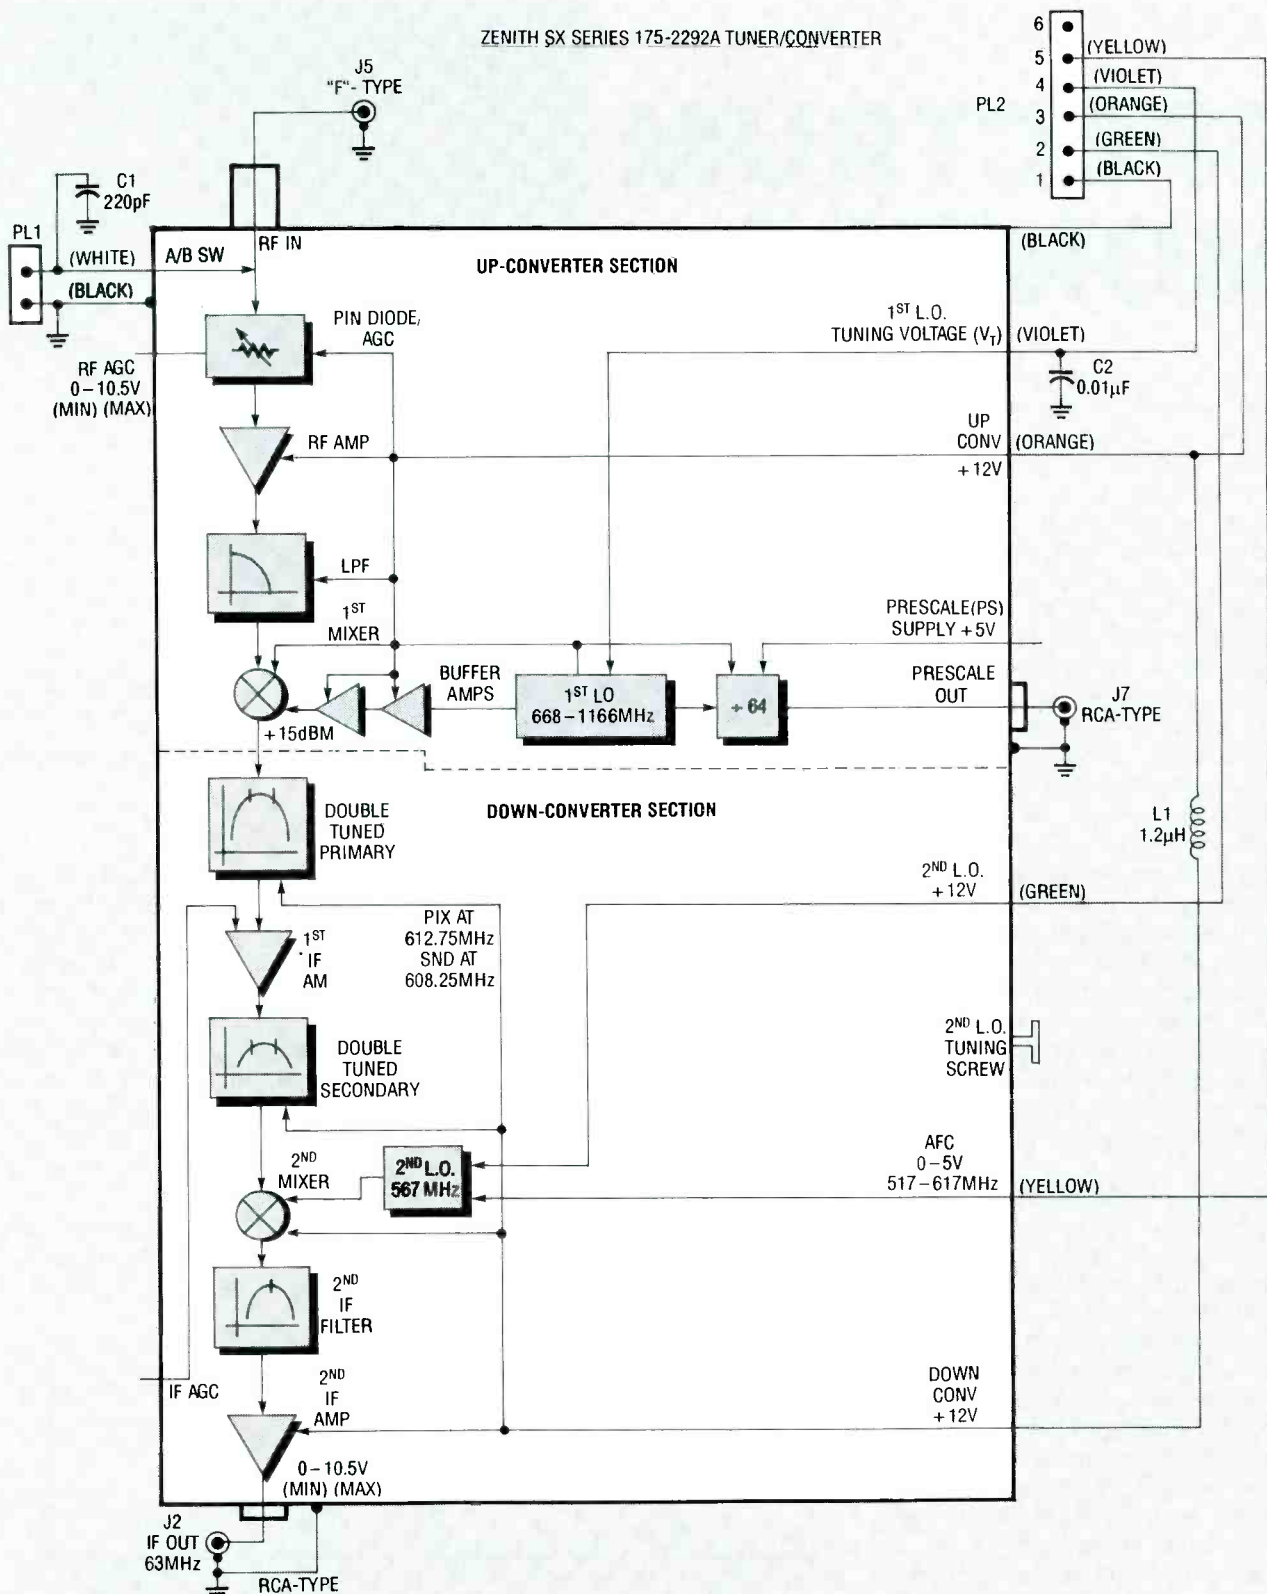 ZENITH SX SERIES 175-2292A TUNER/CONVERTER
6
5
4
3
2
1
PL2
(YELLOW)
(VIOLET)
(ORANGE)
(GREEN)
(BLACK)
J5
"F"- TYPE
C1
220pF
PL1
(WHITE)
(BLACK)
A/B SW
RF IN
UP-CONVERTER SECTION
(BLACK)
PIN DIODE,
AGC
1ST L.O.
TUNING VOLTAGE (VT)
(VIOLET)
RF AGC
0–10.5V
(MIN) (MAX)
C2
0.01µF
RF AMP
UP
CONV
+12V
(ORANGE)
LPF
1ST
MIXER
PRESCALE(PS)
SUPPLY +5V
BUFFER
AMPS
1ST LO
668–1166MHz
÷ 64
PRESCALE
OUT
J7
RCA-TYPE
+15dBM
DOWN-CONVERTER SECTION
DOUBLE
TUNED
PRIMARY
L1
1.2µH
2ND L.O.
+12V
(GREEN)
PIX AT
612.75MHz
SND AT
608.25MHz
1ST
IF
AM
DOUBLE
TUNED
SECONDARY
2ND L.O.
TUNING
SCREW
2ND
MIXER
2ND L.O.
567 MHz
AFC
0–5V
517–617MHz
(YELLOW)
2ND
IF
FILTER
IF AGC
2ND
IF
AMP
DOWN
CONV
+12V
0–10.5V
(MIN) (MAX)
J2
IF OUT
63MHz
RCA-TYPE